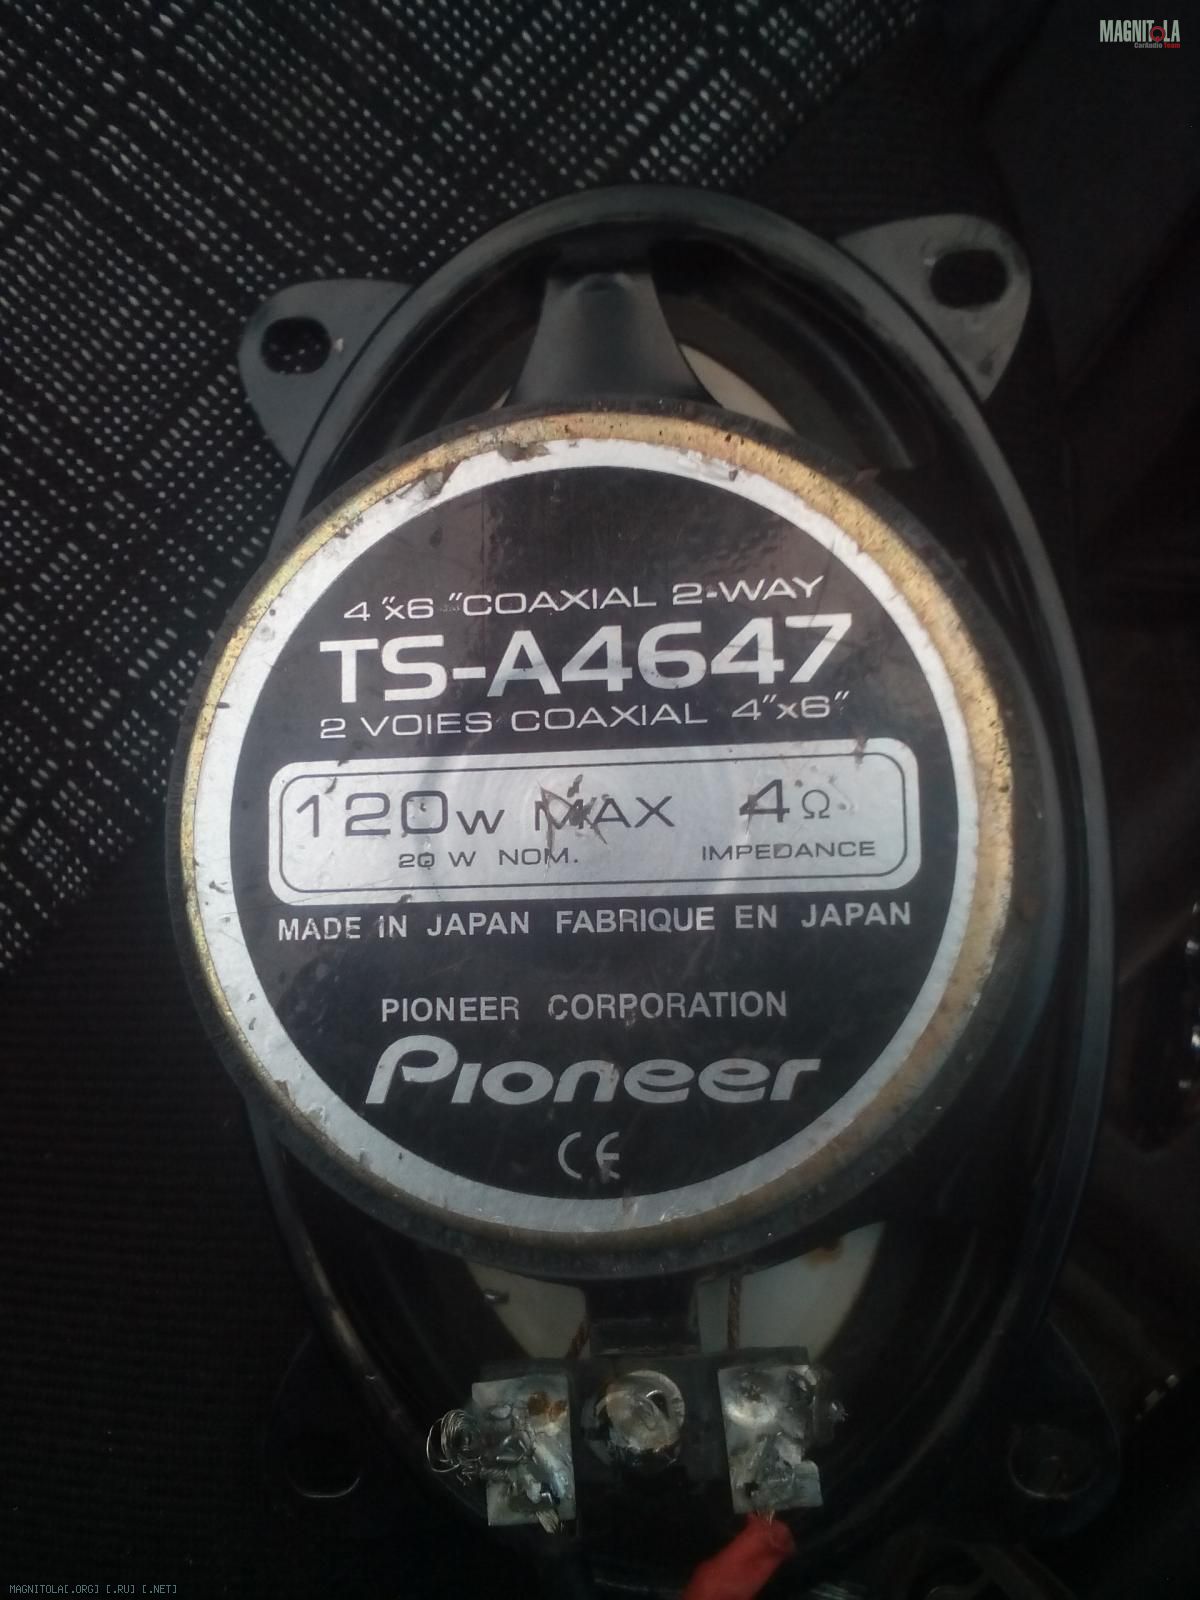 MAGNITOLA
CarAudio Team
4"x6"COAXIAL 2-WAY
TS-A4647
2 VOIES COAXIAL 4"x6"
120W MAX 4Ω
20 W NOM. IMPEDANCE
MADE IN JAPAN FABRIQUE EN JAPAN
PIONEER CORPORATION
Pioneer
CE
MAGNITOLA[.ORG] [.RU] [.NET]